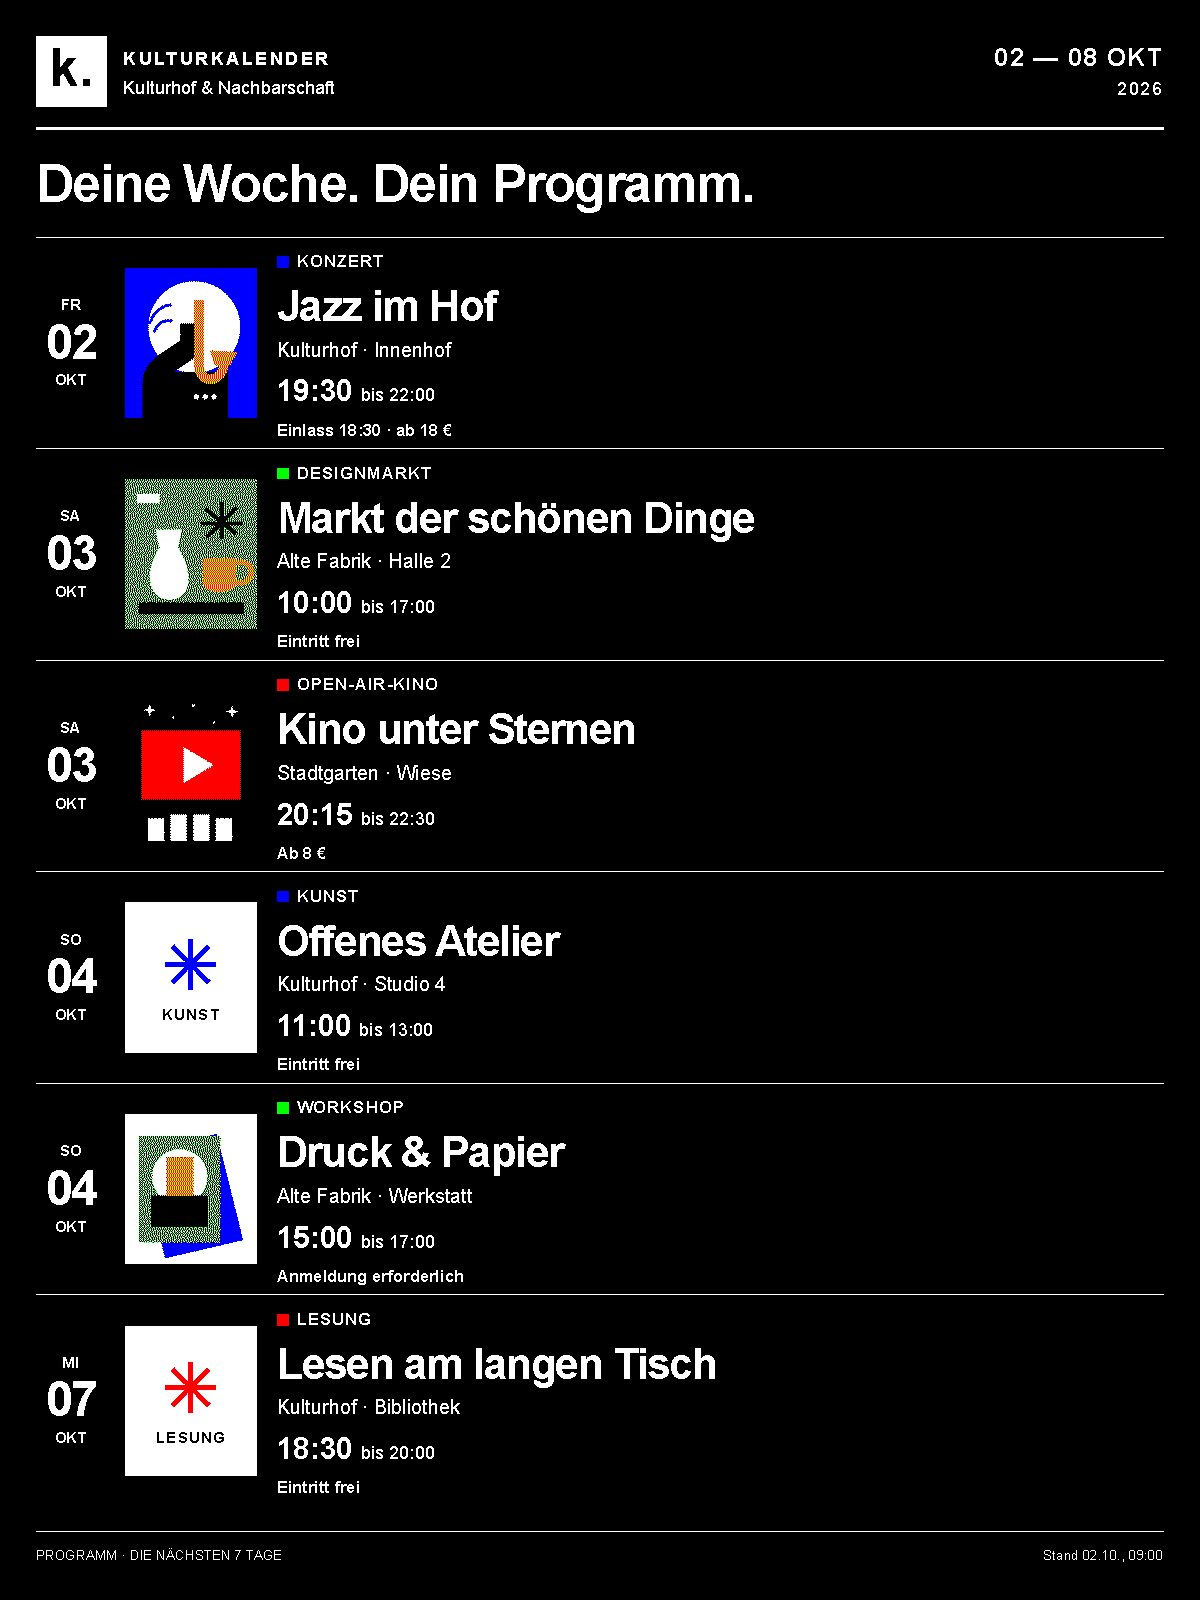 k.
KULTURKALENDER
Kulturhof & Nachbarschaft
02 — 08 OKT
2026
Deine Woche. Dein Programm.
FR
02
OKT
KONZERT
Jazz im Hof
Kulturhof · Innenhof
19:30 bis 22:00
Einlass 18:30 · ab 18 €
SA
03
OKT
DESIGNMARKT
Markt der schönen Dinge
Alte Fabrik · Halle 2
10:00 bis 17:00
Eintritt frei
SA
03
OKT
OPEN-AIR-KINO
Kino unter Sternen
Stadtgarten · Wiese
20:15 bis 22:30
Ab 8 €
SO
04
OKT
KUNST
KUNST
Offenes Atelier
Kulturhof · Studio 4
11:00 bis 13:00
Eintritt frei
SO
04
OKT
WORKSHOP
Druck & Papier
Alte Fabrik · Werkstatt
15:00 bis 17:00
Anmeldung erforderlich
MI
07
OKT
LESUNG
LESUNG
Lesen am langen Tisch
Kulturhof · Bibliothek
18:30 bis 20:00
Eintritt frei
PROGRAMM · DIE NÄCHSTEN 7 TAGE
Stand 02.10., 09:00